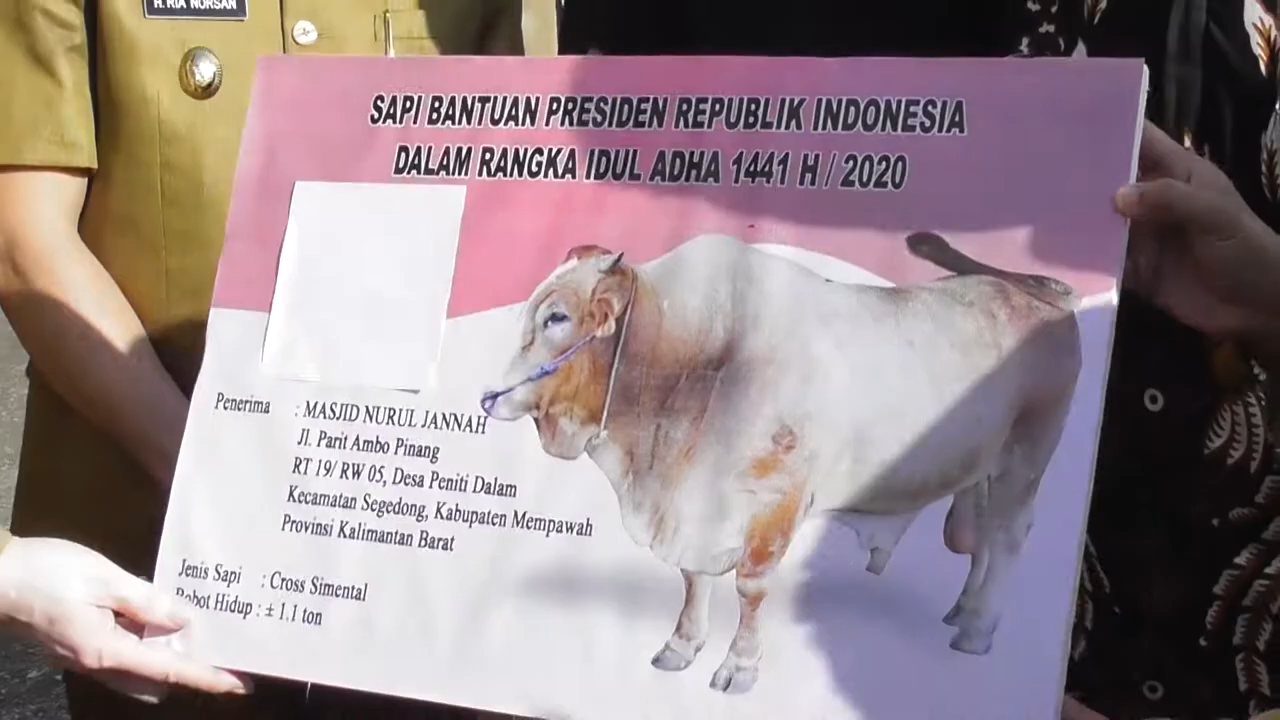 H. RIA NORSAN
SAPI BANTUAN PRESIDEN REPUBLIK INDONESIA
DALAM RANGKA IDUL ADHA 1441 H / 2020
Penerima : MASJID NURUL JANNAH
Jl. Parit Ambo Pinang
RT 19/ RW 05, Desa Peniti Dalam
Kecamatan Segedong, Kabupaten Mempawah
Provinsi Kalimantan Barat
Jenis Sapi : Cross Simental
Bobot Hidup : ± 1.1 ton